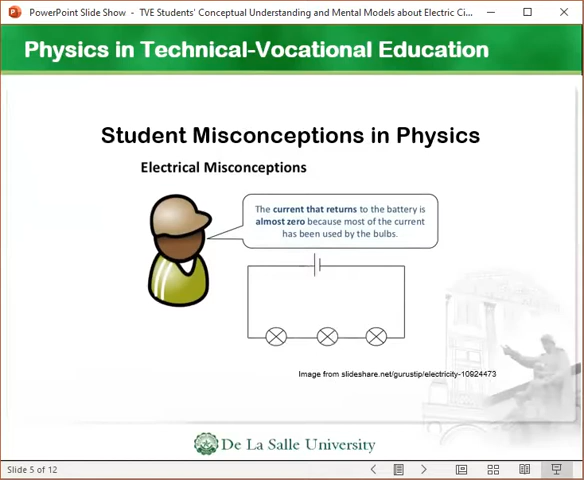 PowerPoint Slide Show - TVE Students' Conceptual Understanding and Mental Models about Electric Ci...
Physics in Technical-Vocational Education
Student Misconceptions in Physics
Electrical Misconceptions
The current that returns to the battery is
almost zero because most of the current
has been used by the bulbs.
Image from slideshare.net/gurustip/electricity-10924473
De La Salle University
Slide 5 of 12